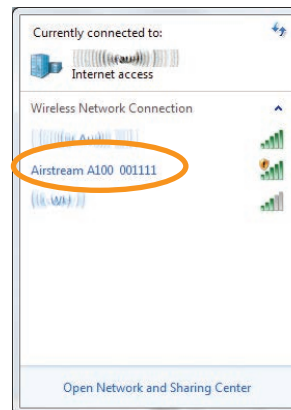 Currently connected to:
Internet access
Wireless Network Connection
Airstream A100 001111
Open Network and Sharing Center